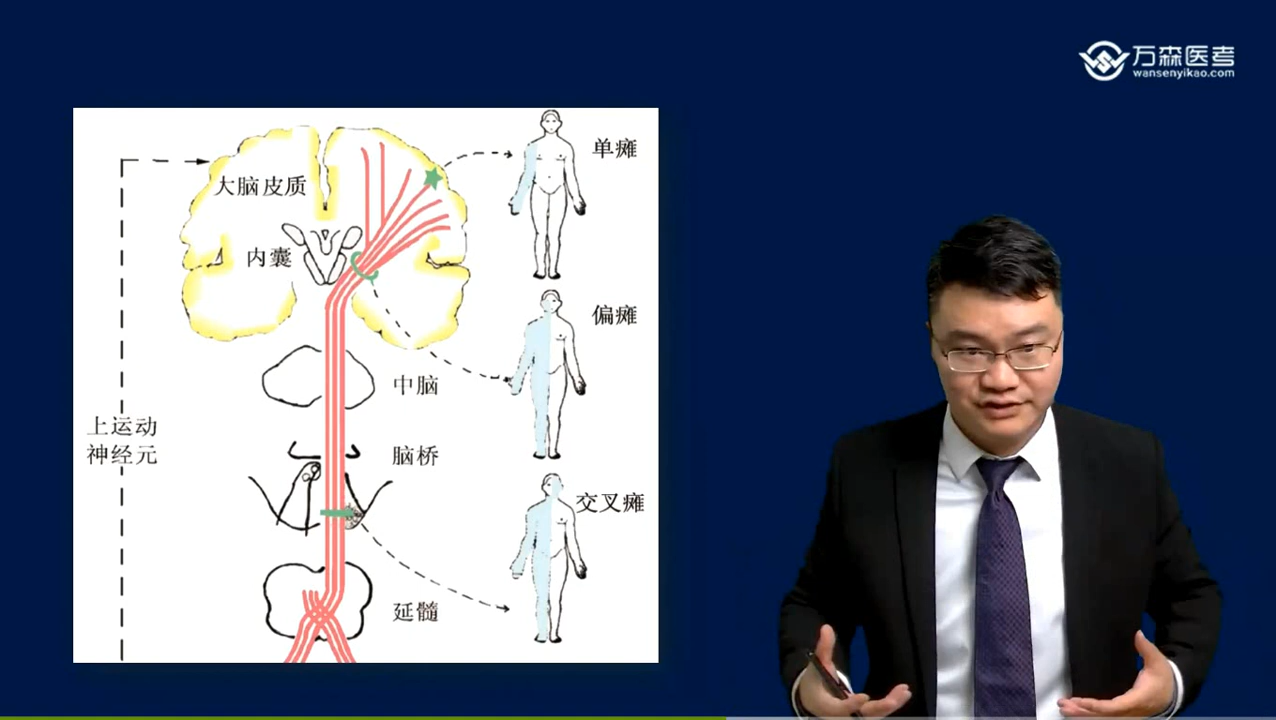 万森医考
wansenyikao.com
单瘫
大脑皮质
内囊
偏瘫
中脑
上运动
神经元
脑桥
交叉瘫
延髓